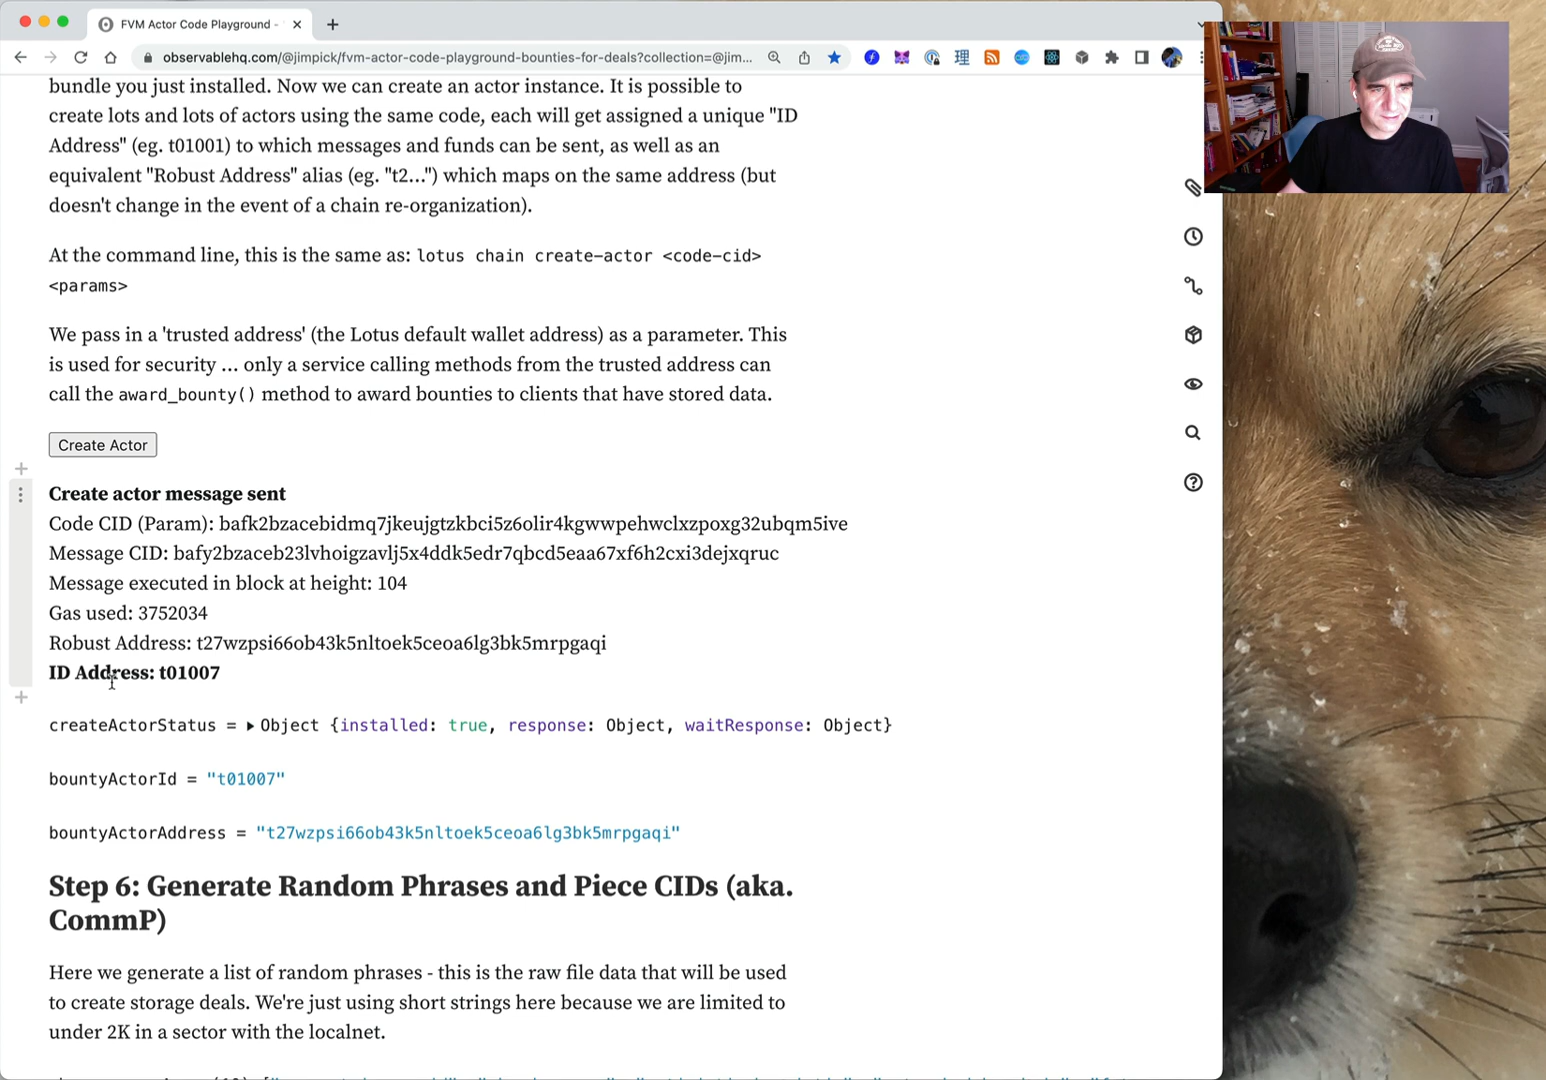 FVM Actor Code Playground -
observablehq.com/@jimpick/fvm-actor-code-playground-bounties-for-deals?collection=@jim...
bundle you just installed. Now we can create an actor instance. It is possible to
create lots and lots of actors using the same code, each will get assigned a unique "ID
Address" (eg. t01001) to which messages and funds can be sent, as well as an
equivalent "Robust Address" alias (eg. "t2...") which maps on the same address (but
doesn't change in the event of a chain re-organization).
At the command line, this is the same as: lotus chain create-actor <code-cid>
<params>
We pass in a 'trusted address' (the Lotus default wallet address) as a parameter. This
is used for security ... only a service calling methods from the trusted address can
call the award_bounty() method to award bounties to clients that have stored data.
Create Actor
Create actor message sent
Code CID (Param): bafk2bzacebidmq7jkeujgtzkbci5z6olir4kgwwpehwclxzpoxg32ubqm5ive
Message CID: bafy2bzaceb23lvhoigzavlj5x4ddk5edr7qbcd5eaa67xf6h2cxi3dejxqruc
Message executed in block at height: 104
Gas used: 3752034
Robust Address: t27wzpsi66ob43k5nltoek5ceoa6lg3bk5mrpgaqi
ID Address: t01007
createActorStatus = ▸ Object {installed: true, response: Object, waitResponse: Object}
bountyActorId = "t01007"
bountyActorAddress = "t27wzpsi66ob43k5nltoek5ceoa6lg3bk5mrpgaqi"
Step 6: Generate Random Phrases and Piece CIDs (aka.
CommP)
Here we generate a list of random phrases - this is the raw file data that will be used
to create storage deals. We're just using short strings here because we are limited to
under 2K in a sector with the localnet.